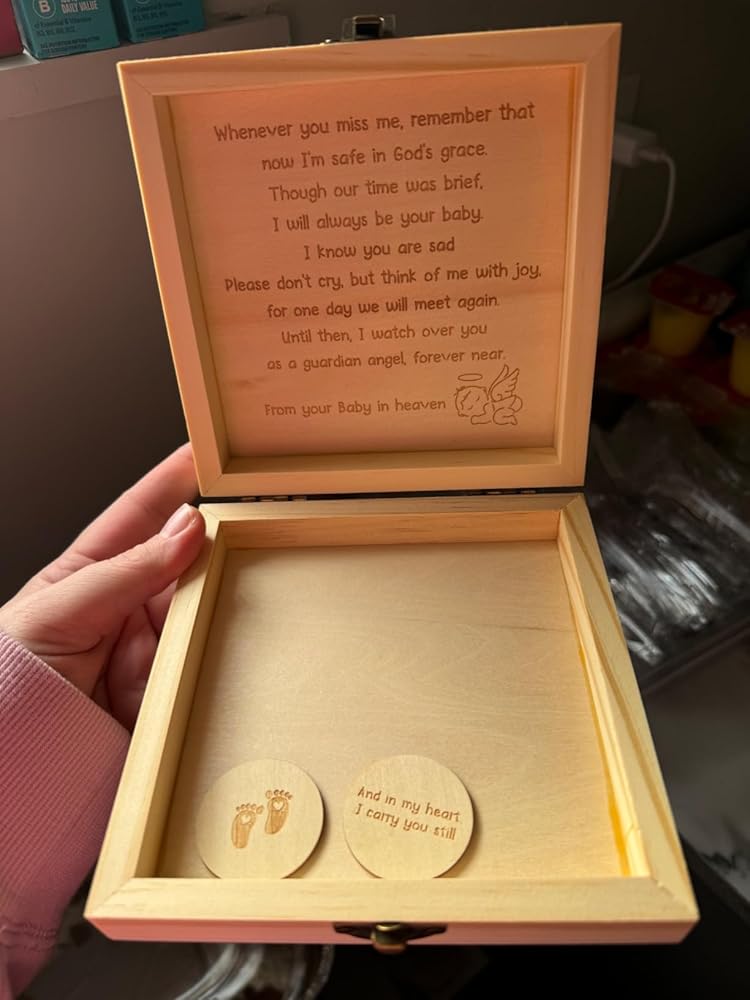 B
DAILY VALUE
Whenever you miss me, remember that
now I'm safe in God's grace.
Though our time was brief,
I will always be your baby.
I know you are sad
Please don't cry, but think of me with joy,
for one day we will meet again.
Until then, I watch over you
as a guardian angel, forever near.
From your Baby in heaven
And in my heart
I carry you still